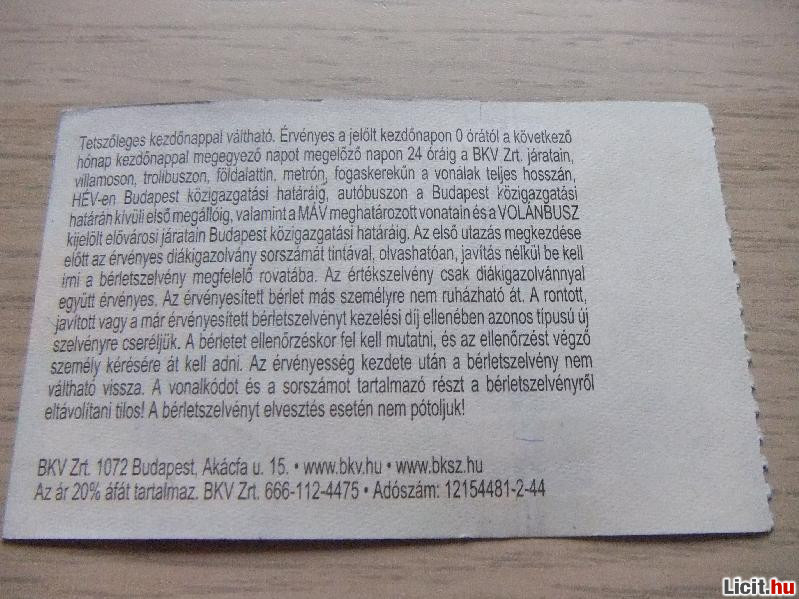 Tetszőleges kezdőnappal váltható. Érvényes a jelölt kezdőnapon 0 órától a következő
hónap kezdőnappal megegyező napot megelőző napon 24 óráig a BKV Zrt. járatain,
villamoson, trolibuszon, földalattin, metrón, fogaskerekűn a vonalak teljes hosszán,
HÉV-en Budapest közigazgatási határáig, autóbuszon a Budapest közigazgatási
határán kívüli első megállóig, valamint a MÁV meghatározott vonatain és a VOLÁNBUSZ
kijelölt elővárosi járatain Budapest közigazgatási határáig. Az első utazás megkezdése
előtt az érvényes diákigazolvány sorszámát tintával, olvashatóan, javítás nélkül be kell
írni a bérletszelvény megfelelő rovatába. Az értékszelvény csak diákigazolvánnyal
együtt érvényes. Az érvényesített bérlet más személyre nem ruházható át. A rontott,
javított vagy a már érvényesített bérletszelvényt kezelési díj ellenében azonos típusú új
szelvényre cseréljük. A bérletet ellenőrzéskor fel kell mutatni, és az ellenőrzést végző
személy kérésére át kell adni. Az érvényesség kezdete után a bérletszelvény nem
váltható vissza. A vonalkódot és a sorszámot tartalmazó részt a bérletszelvényről
eltávolítani tilos! A bérletszelvényt elvesztés esetén nem pótoljuk!
BKV Zrt. 1072 Budapest, Akácfa u. 15. • www.bkv.hu • www.bksz.hu
Az ár 20% áfát tartalmaz. BKV Zrt. 666-112-4475 • Adószám: 12154481-2-44
Licit.hu